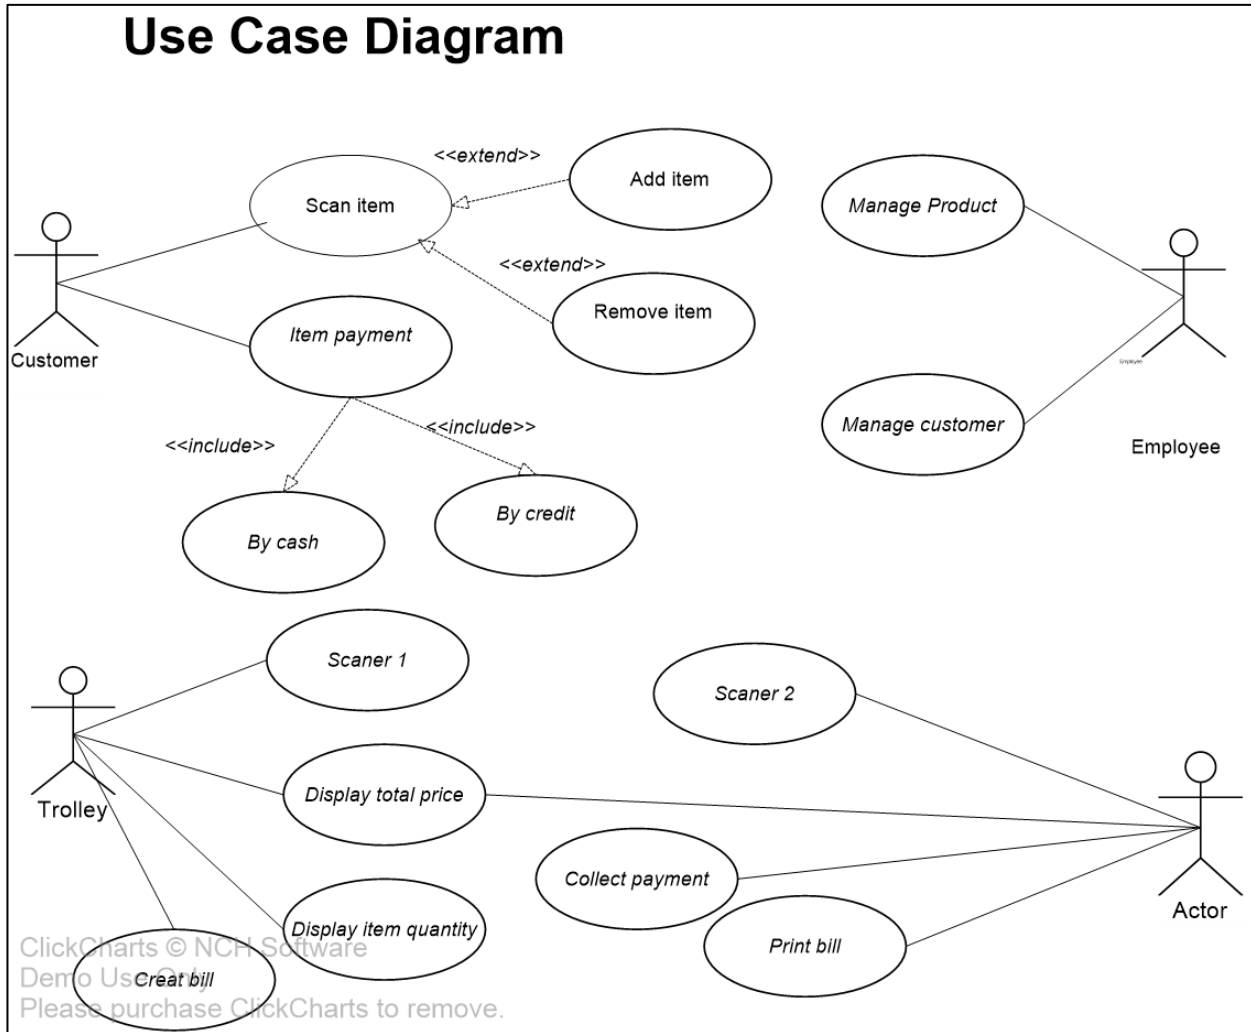 Use Case Diagram
<<extend>>
Add item
Scan item
Manage Product
<<extend>>
Remove item
Item payment
Customer
Employee
<<include>>
<<include>>
Manage customer
Employee
By credit
By cash
Scaner 1
Scaner 2
Display total price
Trolley
Collect payment
Actor
Display item quantity
Print bill
ClickCharts © NCH Software
Demo Use Only
Creat bill
Please purchase ClickCharts to remove.